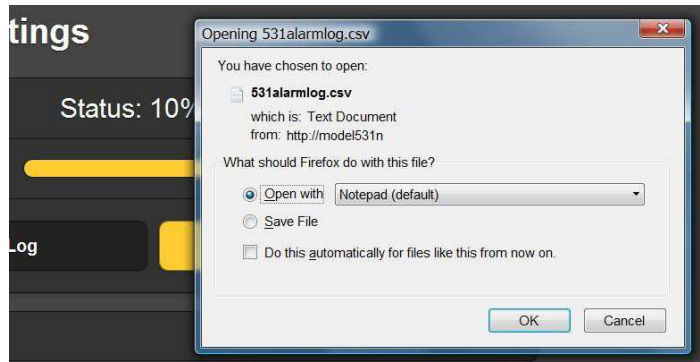 tings
Opening 531alarmlog.csv
You have chosen to open:
531alarmlog.csv
Status: 10%
which is: Text Document
from: http://model531n
What should Firefox do with this file?
Open with Notepad (default)
Save File
Log
Do this automatically for files like this from now on.
OK Cancel